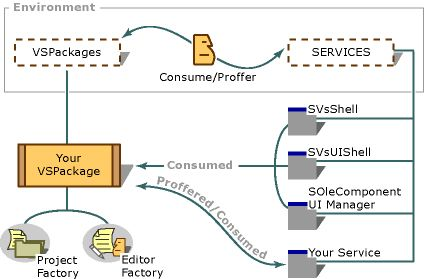 Environment
VSPackages
SERVICES
Consume/Proffer
SVsShell
Your
VSPackage
Consumed
SVsUIShell
Proffered/Consumed
SOleComponent
UI Manager
Project
Factory
Editor
Factory
Your Service